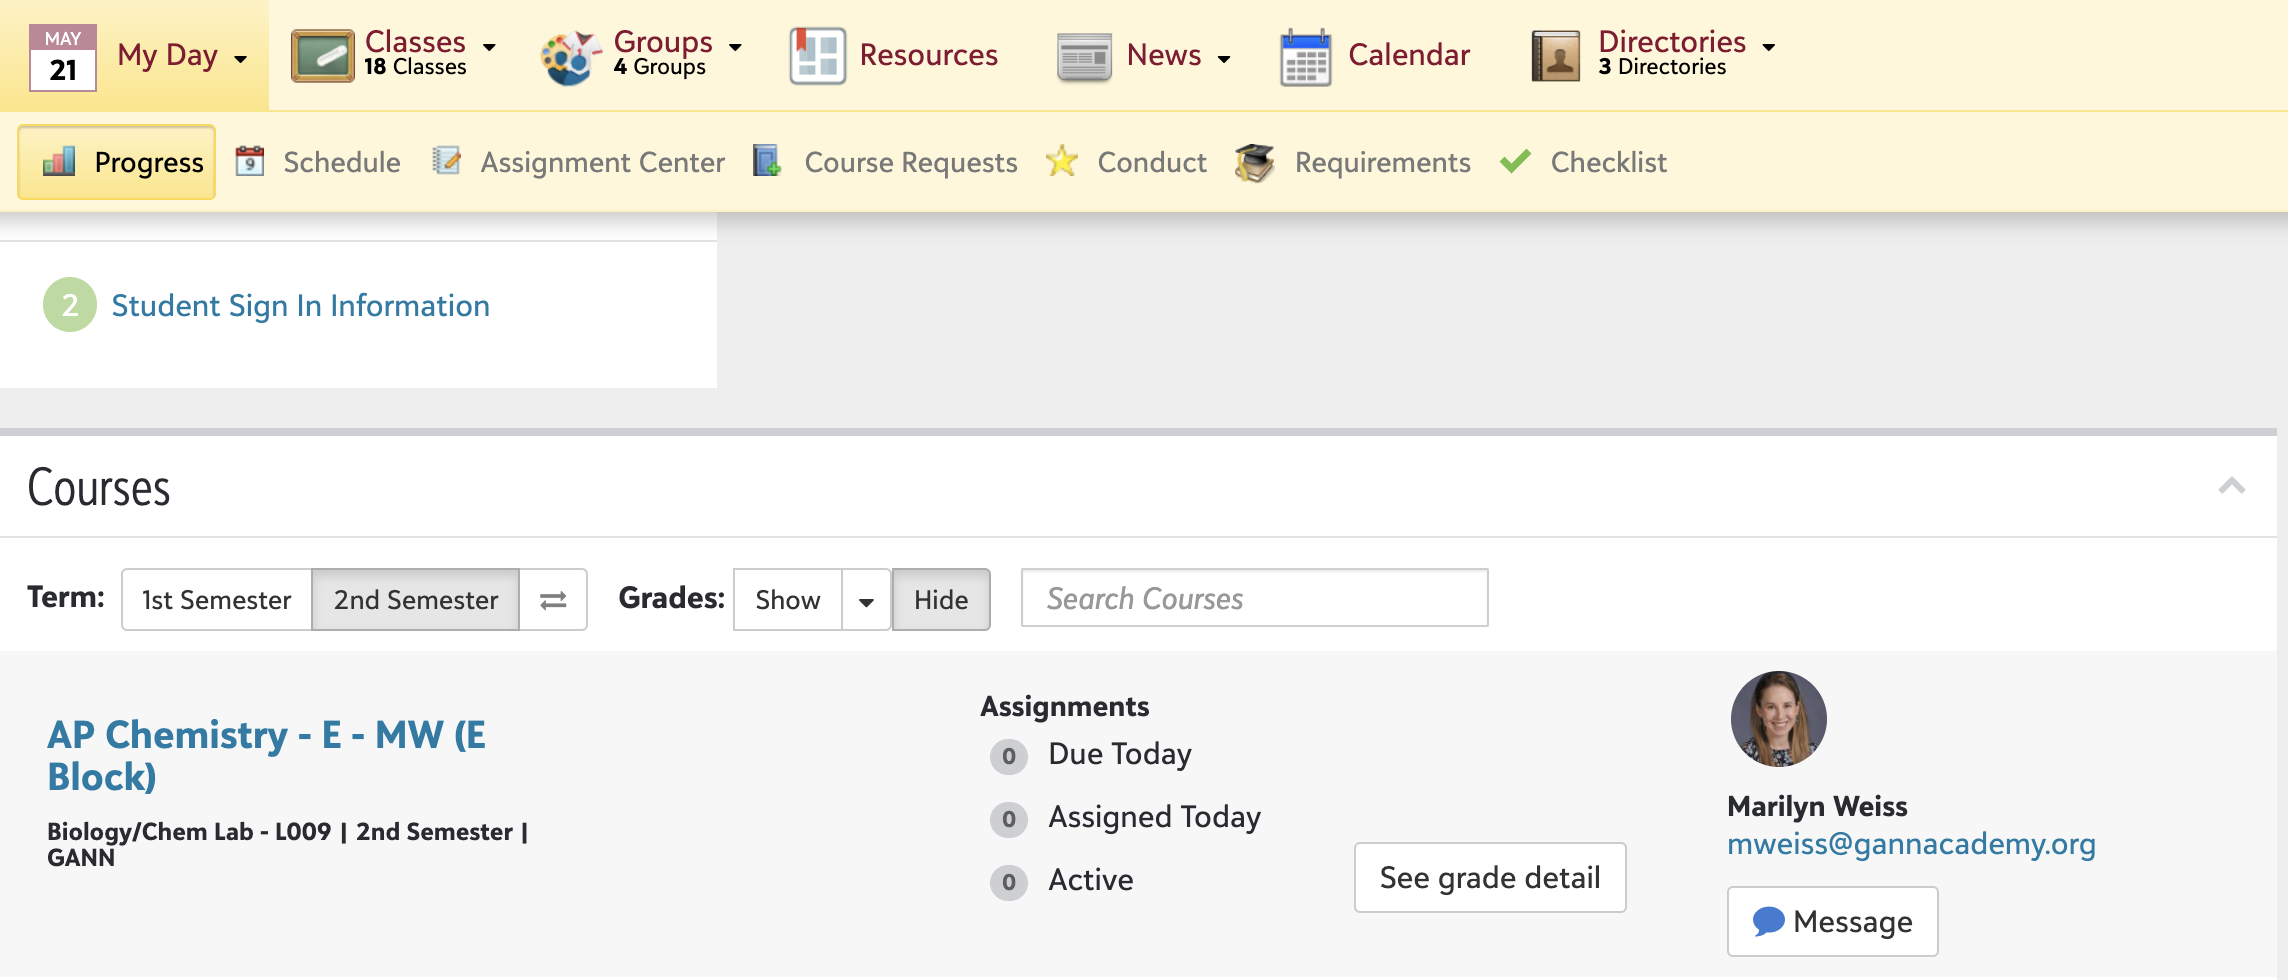 MAY
21
My Day
Classes
18 Classes
Groups
4 Groups
Resources
News
Calendar
Directories
3 Directories
Progress
9
Schedule
Assignment Center
Course Requests
Conduct
Requirements
Checklist
2
Student Sign In Information
Courses
Term:
1st Semester
2nd Semester
Grades:
Show
Hide
Search Courses
AP Chemistry - E - MW (E
Block)
Biology/Chem Lab - L009 | 2nd Semester |
GANN
Assignments
0 Due Today
0 Assigned Today
0 Active
See grade detail
Marilyn Weiss
mweiss@gannacademy.org
Message